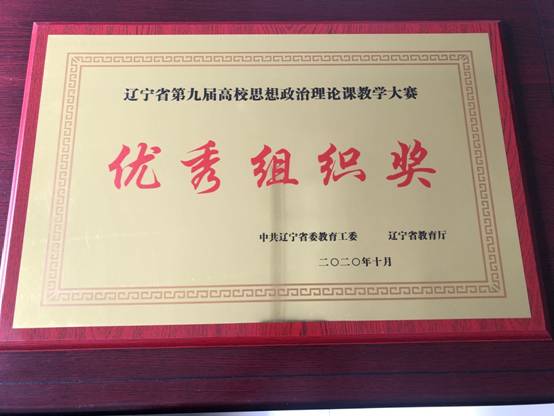 辽宁省第九届高校思想政治理论课教学大赛
优秀组织奖
中共辽宁省委教育工委 辽宁省教育厅
二〇二〇年十月